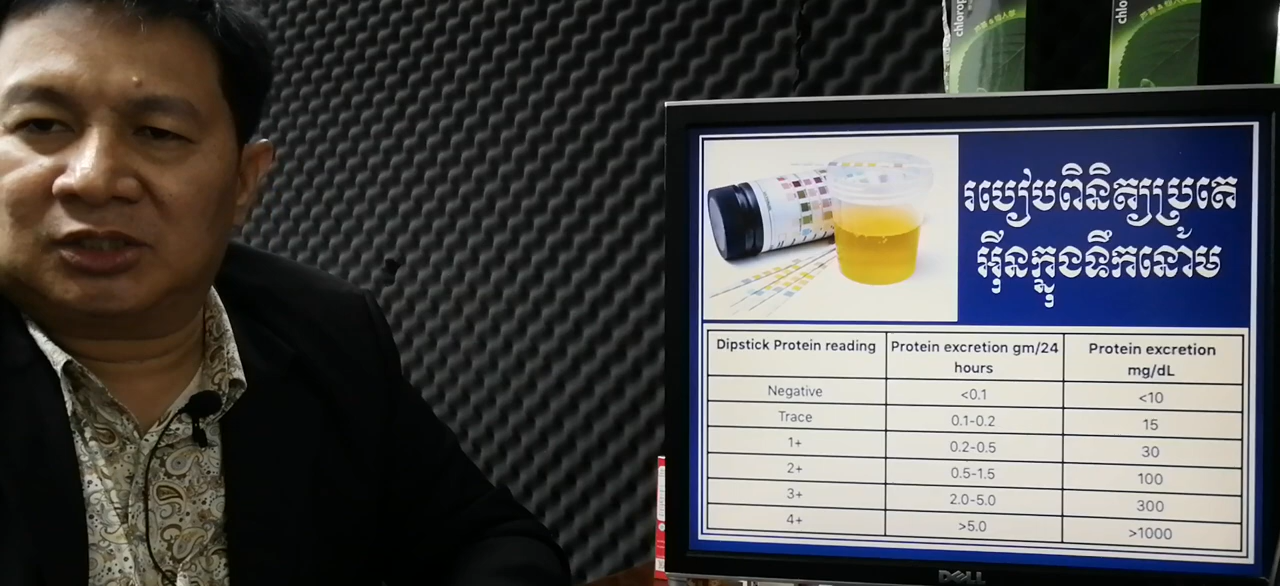 chlorop
chlo
របៀបពិនិត្យប្រូតេ
អ៊ីនក្នុងទឹកនោម
Dipstick Protein reading
Protein excretion gm/24
hours
Protein excretion
mg/dL
Negative <0.1 <10
Trace 0.1-0.2 15
1+ 0.2-0.5 30
2+ 0.5-1.5 100
3+ 2.0-5.0 300
4+ >5.0 >1000
DELL